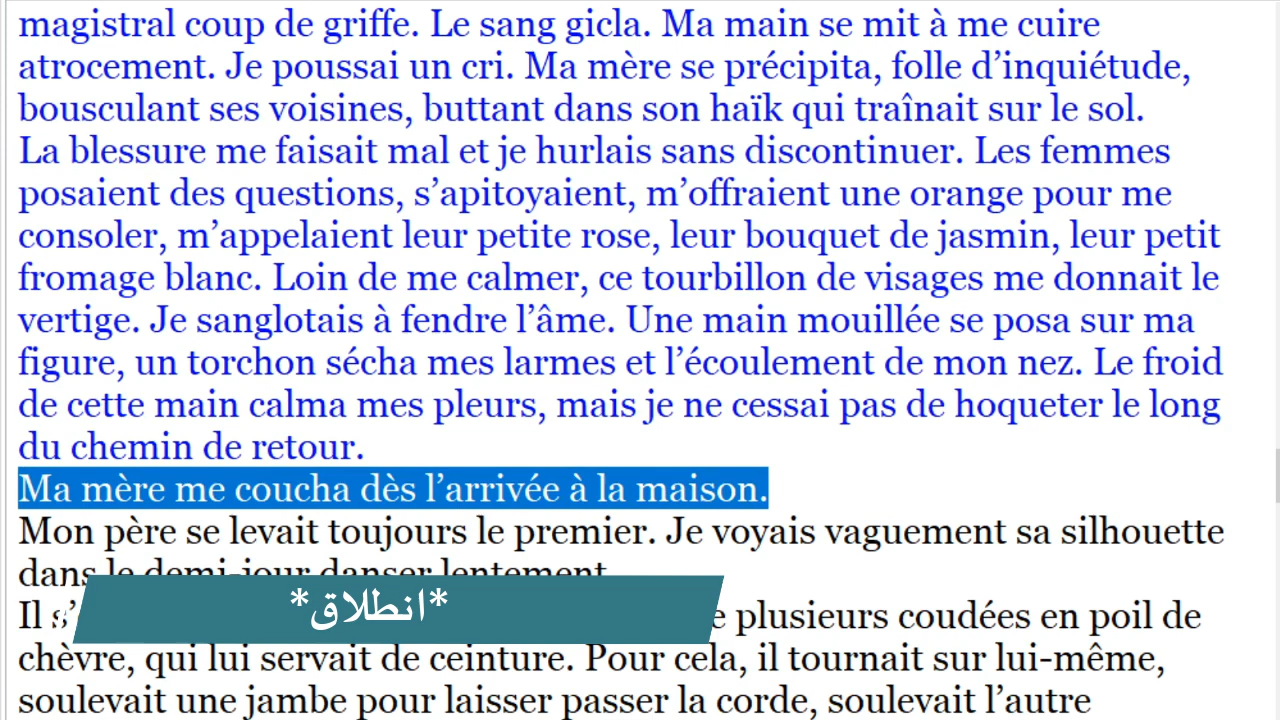 magistral coup de griffe. Le sang gicla. Ma main se mit à me cuire
atrocement. Je poussai un cri. Ma mère se précipita, folle d’inquiétude,
bousculant ses voisines, buttant dans son haïk qui traînait sur le sol.
La blessure me faisait mal et je hurlais sans discontinuer. Les femmes
posaient des questions, s’apitoyaient, m’offraient une orange pour me
consoler, m’appelaient leur petite rose, leur bouquet de jasmin, leur petit
fromage blanc. Loin de me calmer, ce tourbillon de visages me donnait le
vertige. Je sanglotais à fendre l’âme. Une main mouillée se posa sur ma
figure, un torchon sécha mes larmes et l’écoulement de mon nez. Le froid
de cette main calma mes pleurs, mais je ne cessai pas de hoqueter le long
du chemin de retour.
Ma mère me coucha dès l’arrivée à la maison.
Mon père se levait toujours le premier. Je voyais vaguement sa silhouette
dans le demi-jour danser lentement.
Il plusieurs coudées en poil de
*انطلاق*
chèvre, qui lui servait de ceinture. Pour cela, il tournait sur lui-même,
soulevait une jambe pour laisser passer la corde, soulevait l’autre